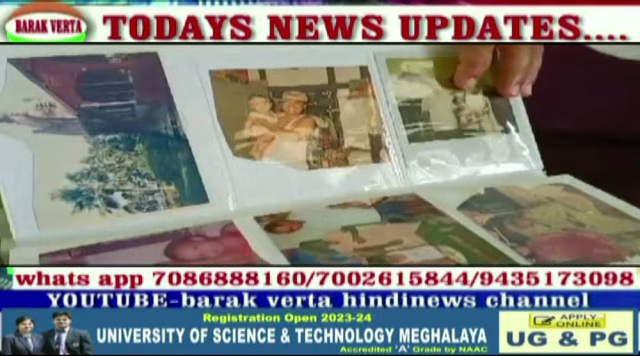 BARAK VERTA
TODAYS NEWS UPDATES....
whats app 7086888160/7002615844/9435173098
YOUTUBE-barak verta hindinews channel
Registration Open 2023-24
UNIVERSITY OF SCIENCE & TECHNOLOGY MEGHALAYA
Accredited 'A' Grade by NAAC
APPLY ONLINE
UG & PG